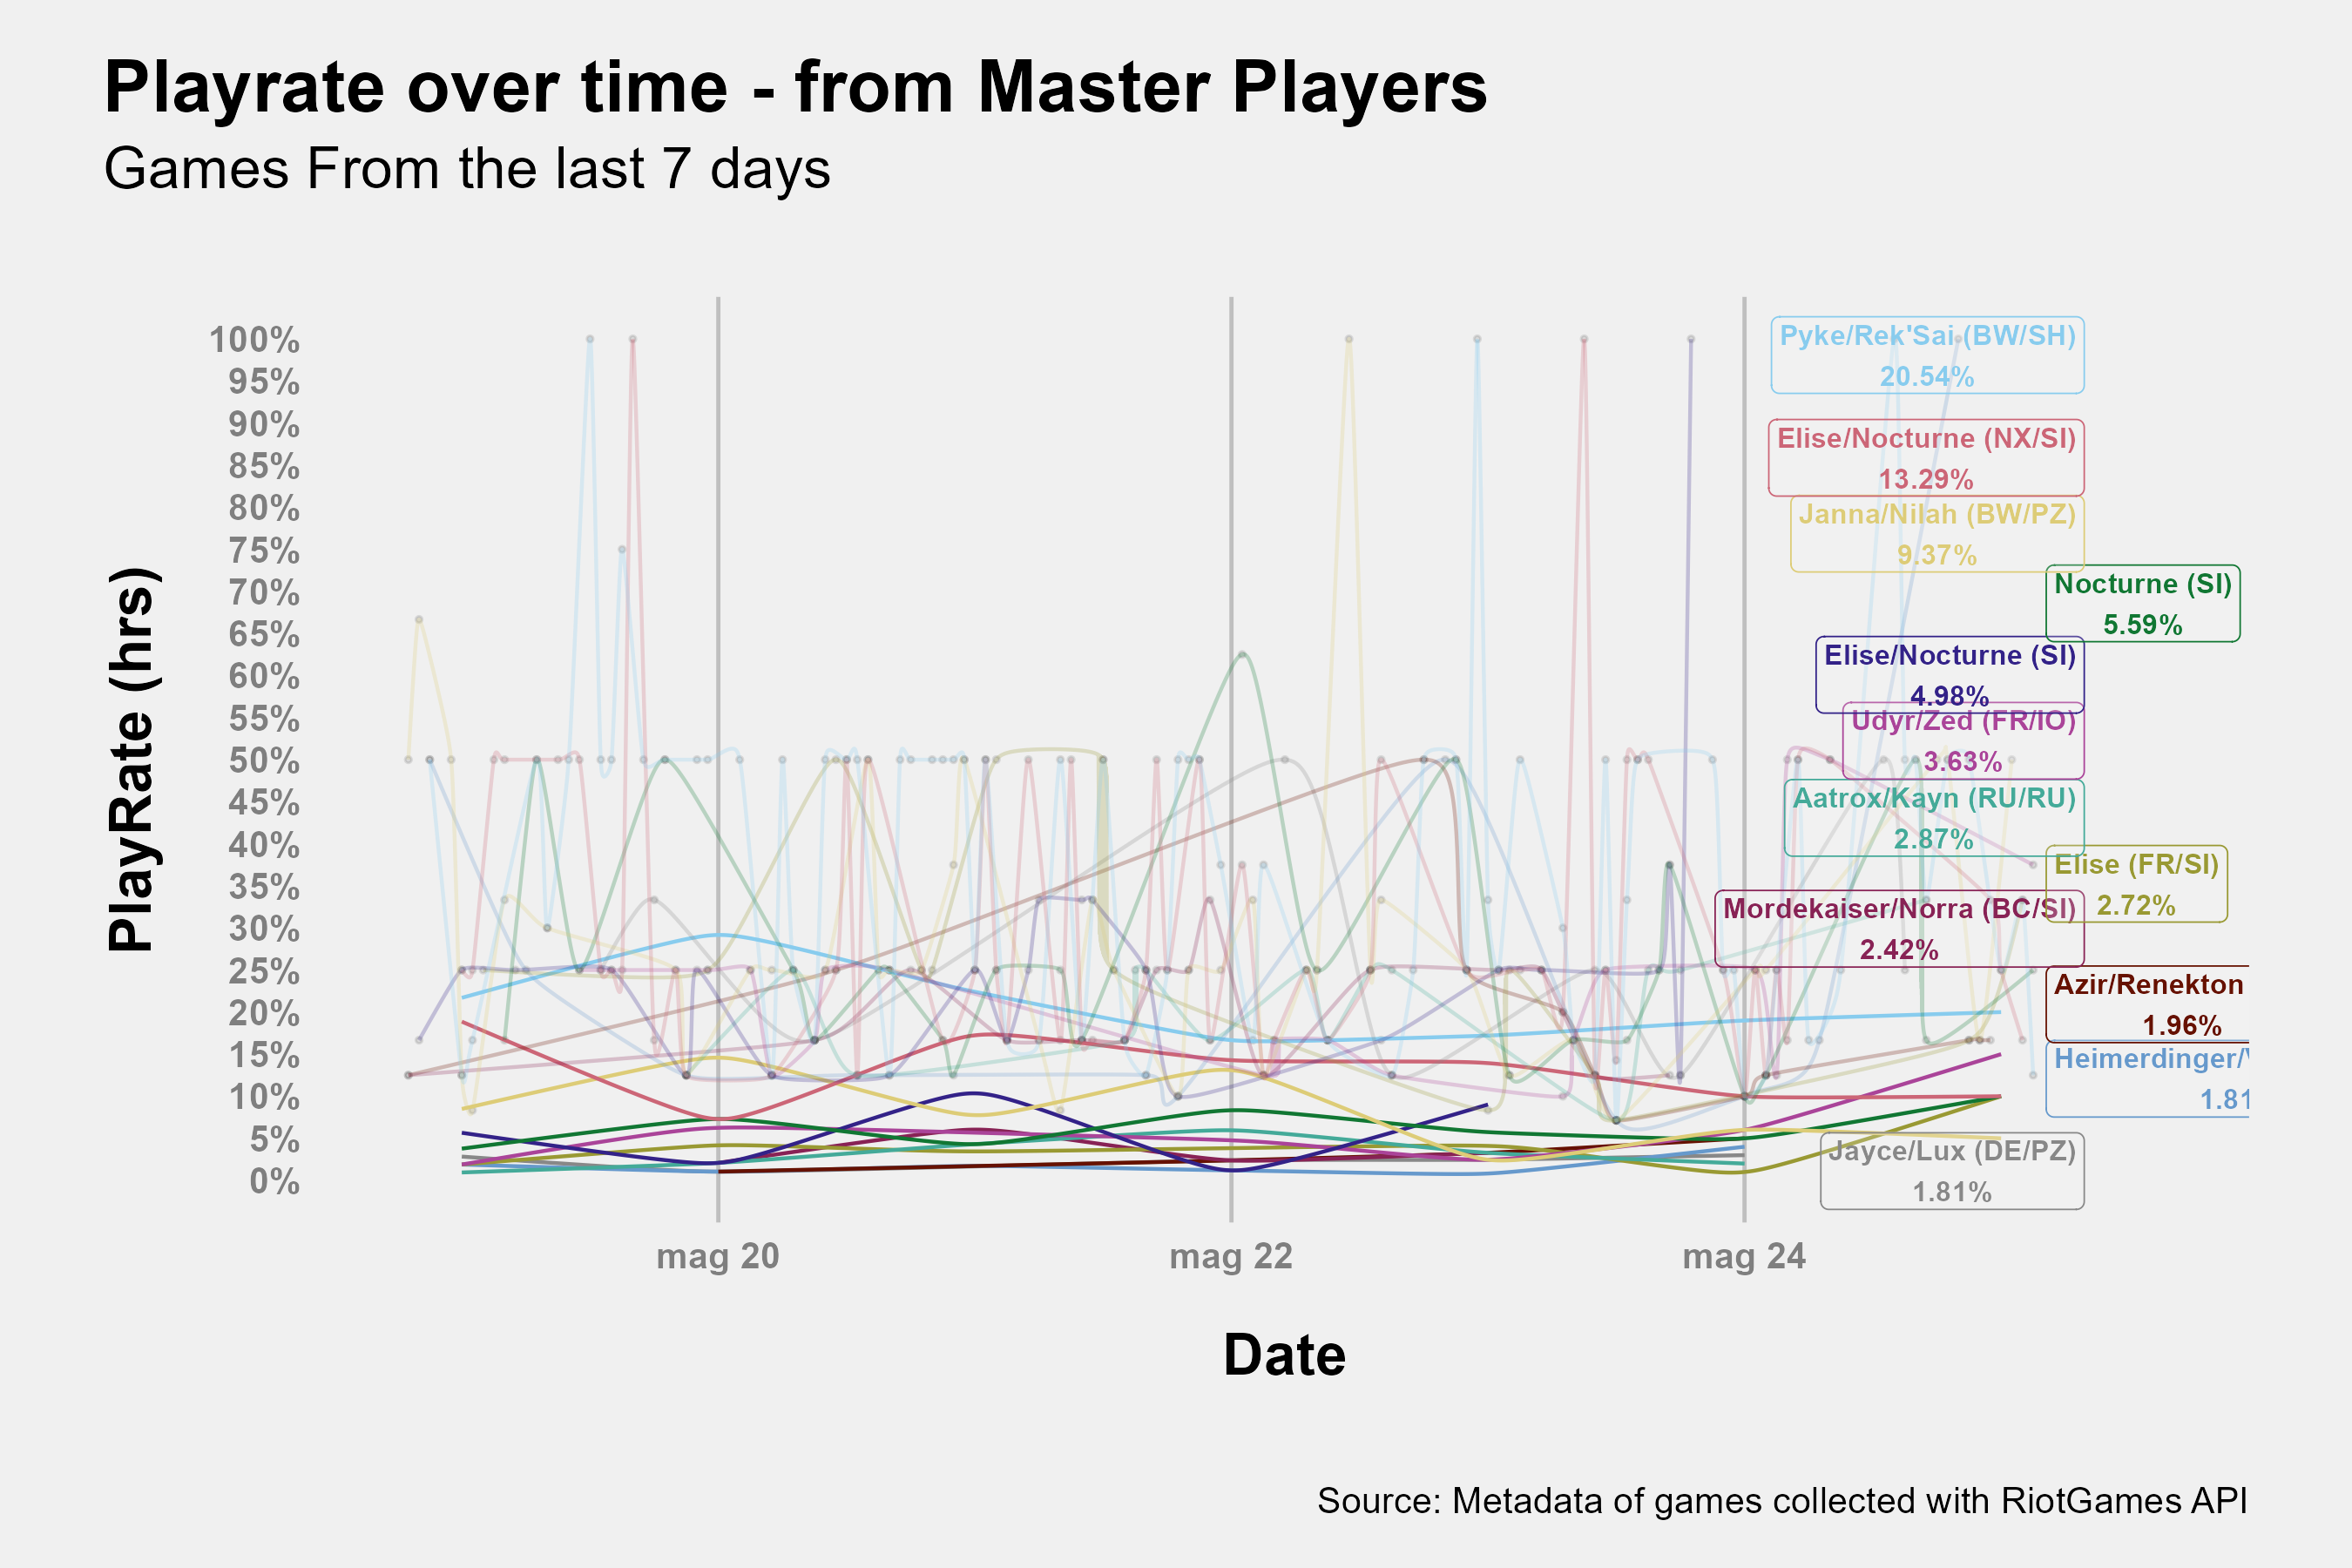 Playrate over time - from Master Players
Games From the last 7 days
PlayRate (hrs)
100%
95%
90%
85%
80%
75%
70%
65%
60%
55%
50%
45%
40%
35%
30%
25%
20%
15%
10%
5%
0%
Pyke/Rek'Sai (BW/SH)
20.54%
Elise/Nocturne (NX/SI)
13.29%
Janna/Nilah (BW/PZ)
9.37%
Nocturne (SI)
5.59%
Elise/Nocturne (SI)
4.98%
Udyr/Zed (FR/IO)
3.63%
Aatrox/Kayn (RU/RU)
2.87%
Elise (FR/SI)
2.72%
Mordekaiser/Norra (BC/SI)
2.42%
Azir/Renekton
1.96%
Heimerdinger/
1.81
Jayce/Lux (DE/PZ)
1.81%
mag 20
mag 22
mag 24
Date
Source: Metadata of games collected with RiotGames API